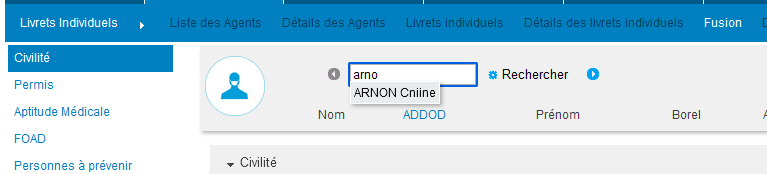 Livrets Individuels Liste des Agents Détails des Agents Livrets individuels Détails des livrets individuels Fusion
Civilité
Permis
Aptitude Médicale
FOAD
Personnes à prévenir
arno Rechercher
ARNON Cniine
Nom ADDOD Prénom Borel
Civilité